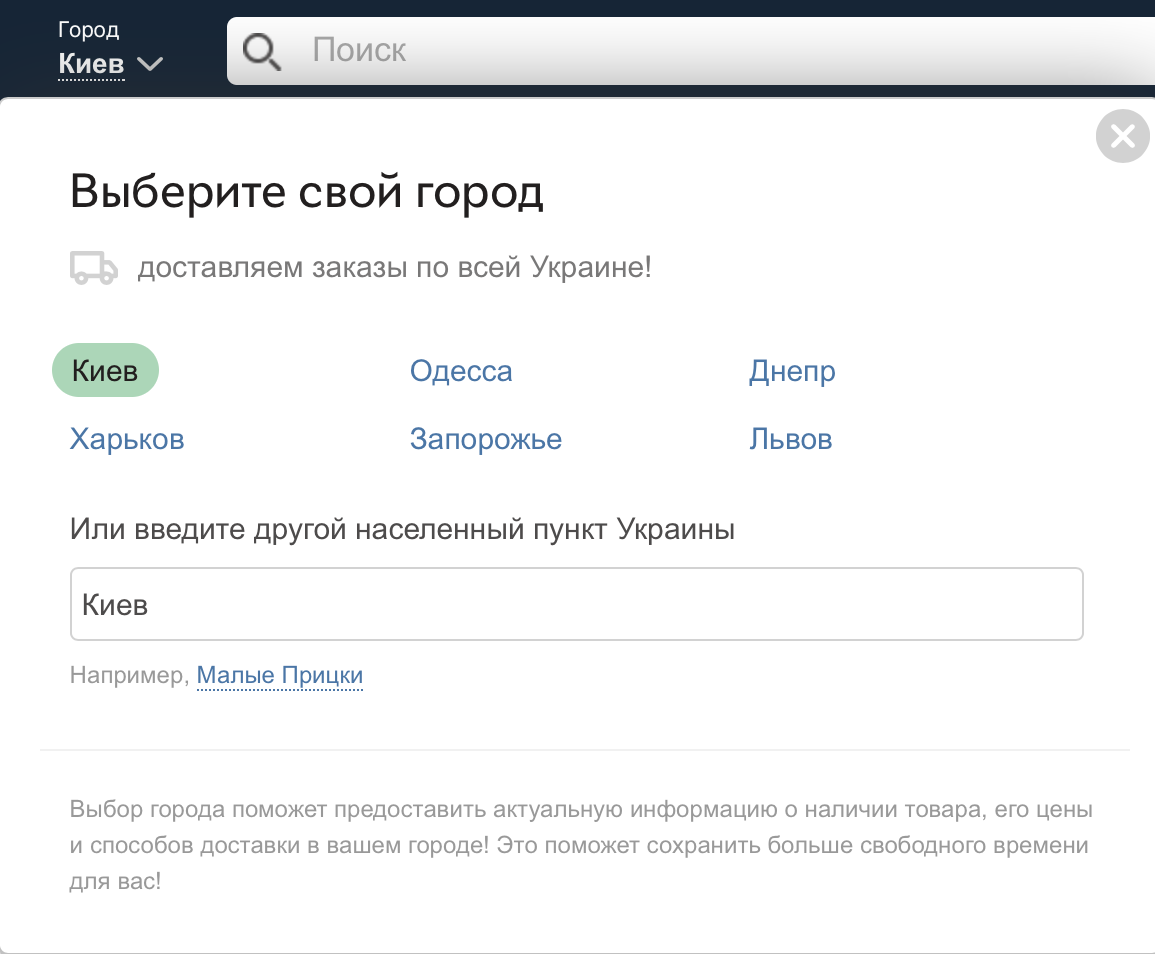 Город
Киев
Поиск
Выберите свой город
доставляем заказы по всей Украине!
Киев
Одесса
Днепр
Харьков
Запорожье
Львов
Или введите другой населенный пункт Украины
Киев
Например, Малые Прицки
Выбор города поможет предоставить актуальную информацию о наличии товара, его цены
и способов доставки в вашем городе! Это поможет сохранить больше свободного времени
для вас!